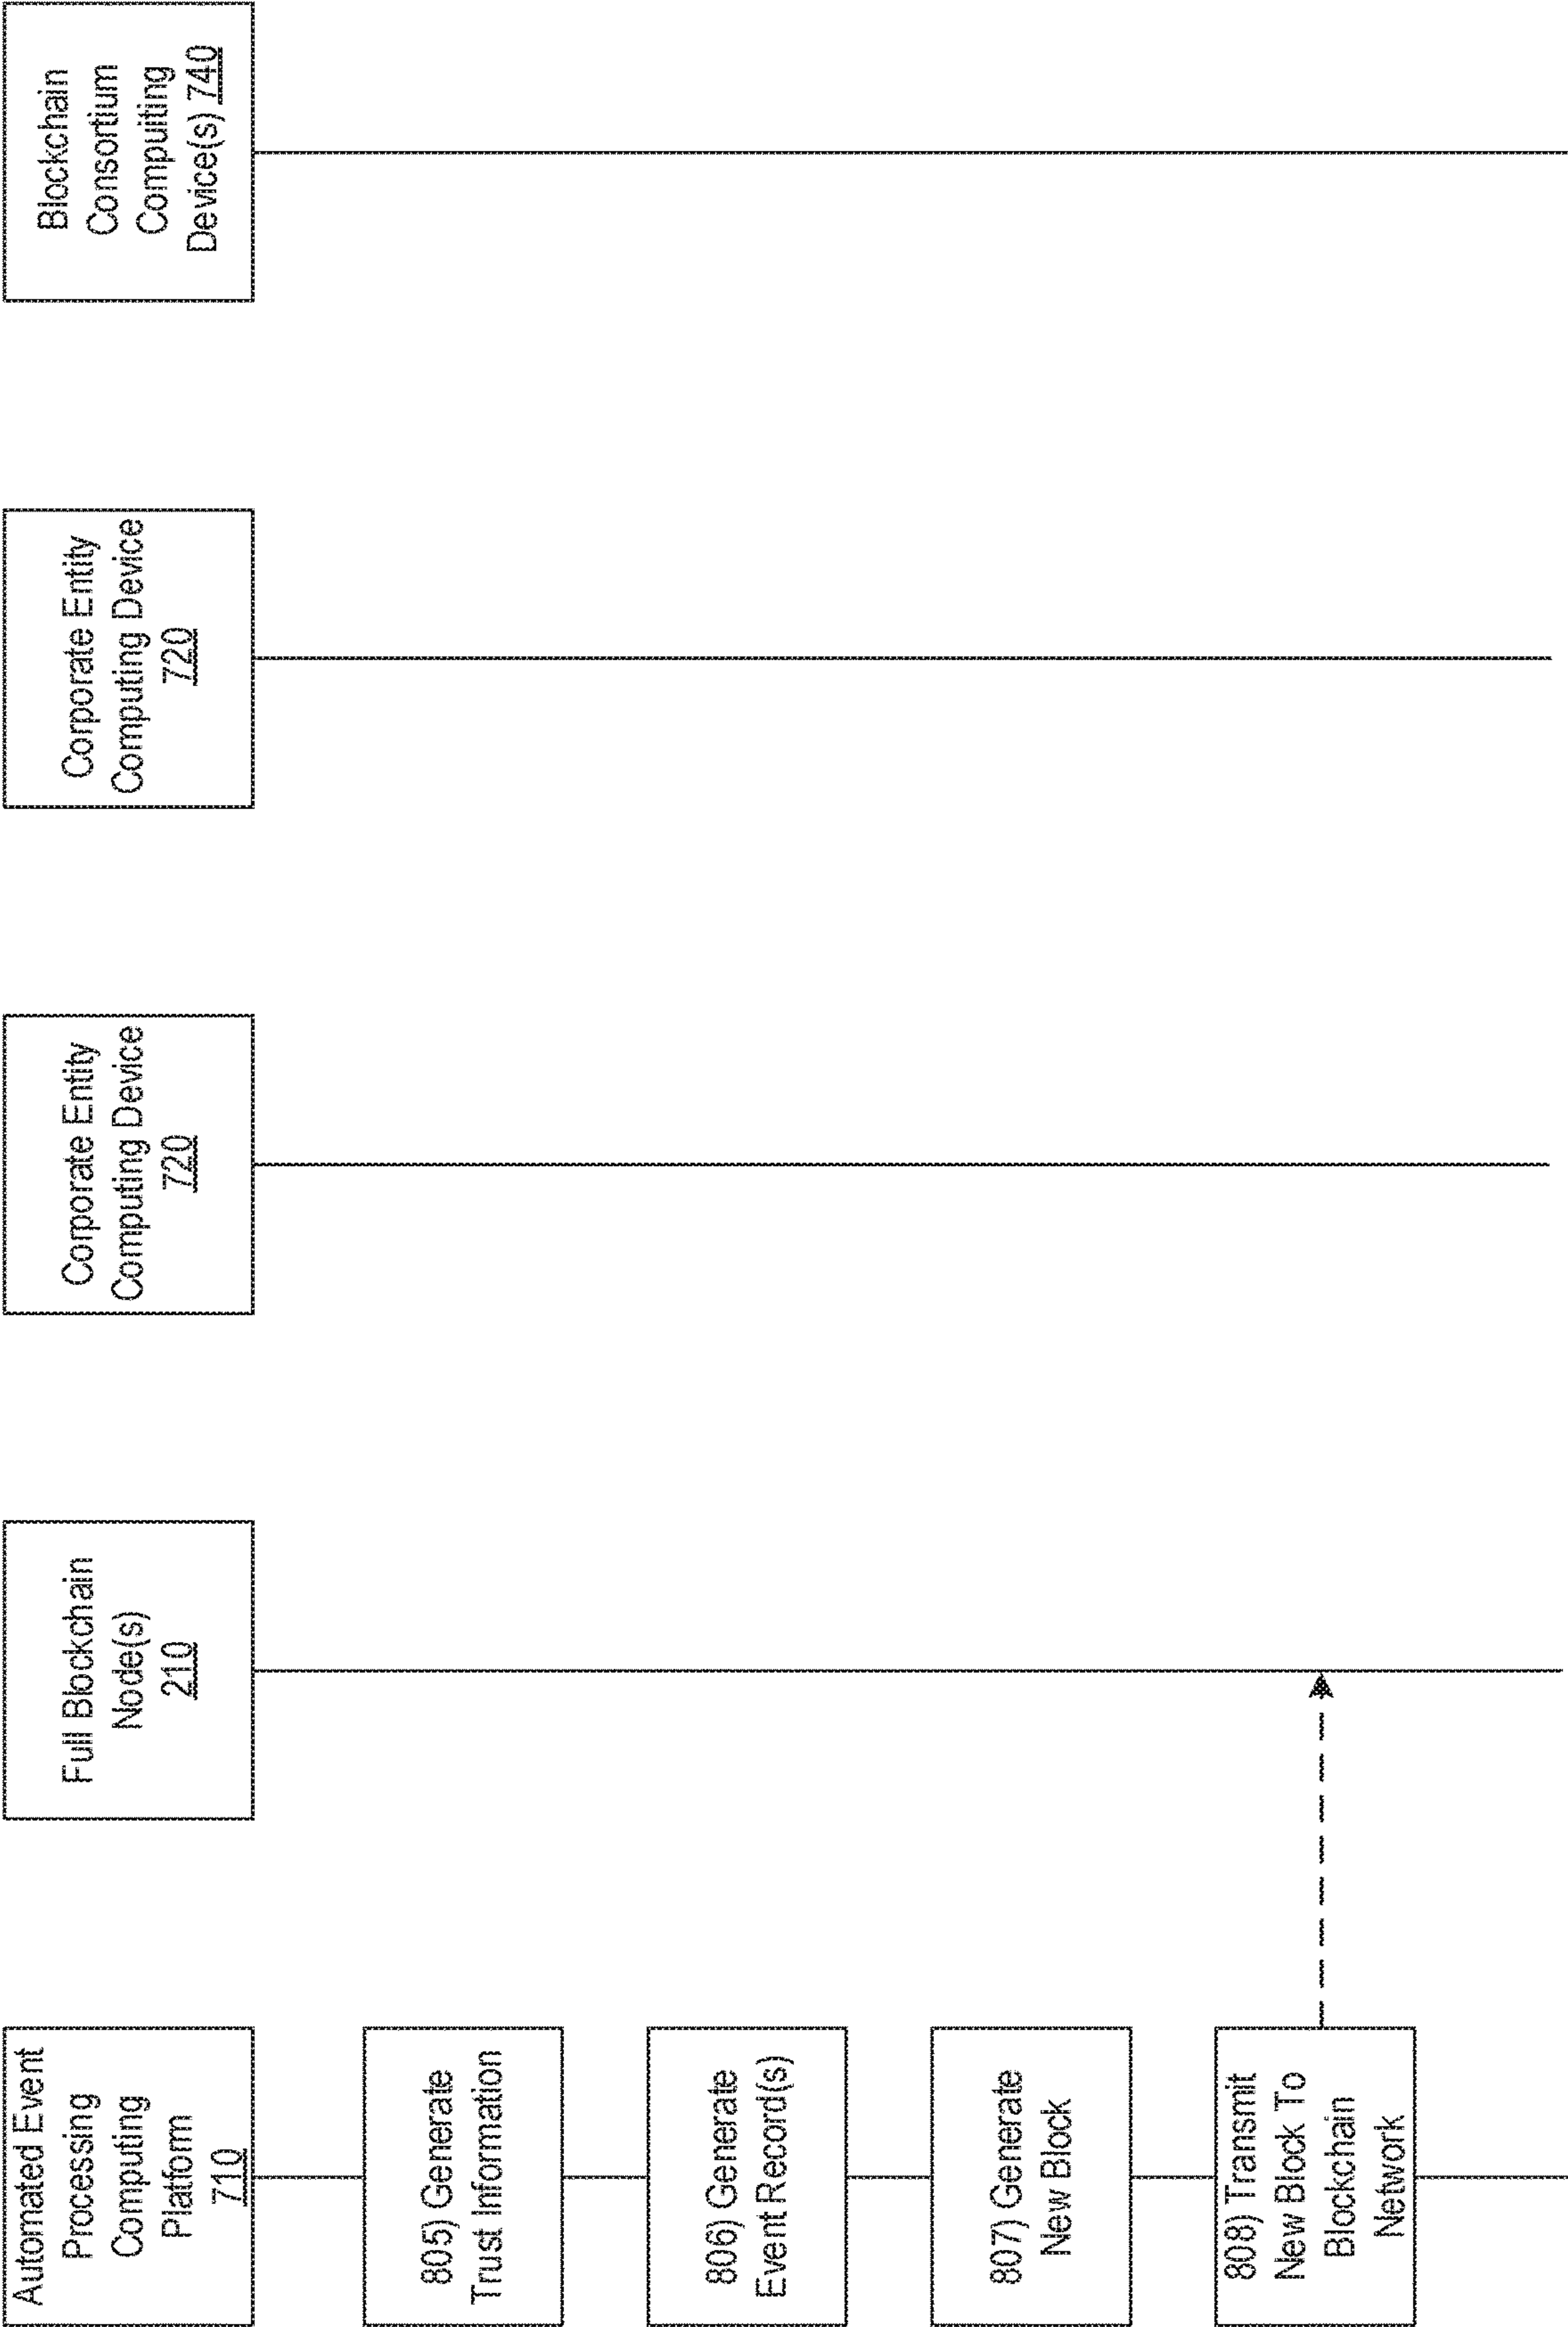 Automated Event
Processing
Computing
Platform
710
Full Blockchain
Node(s)
210
Corporate Entity
Computing Device
720
Corporate Entity
Computing Device
720
Blockchain
Consortium
Compuiting
Device(s) 740
805) Generate
Trust Information
806) Generate
Event Record(s)
807) Generate
New Block
808) Transmit
New Block To
Blockchain
Network